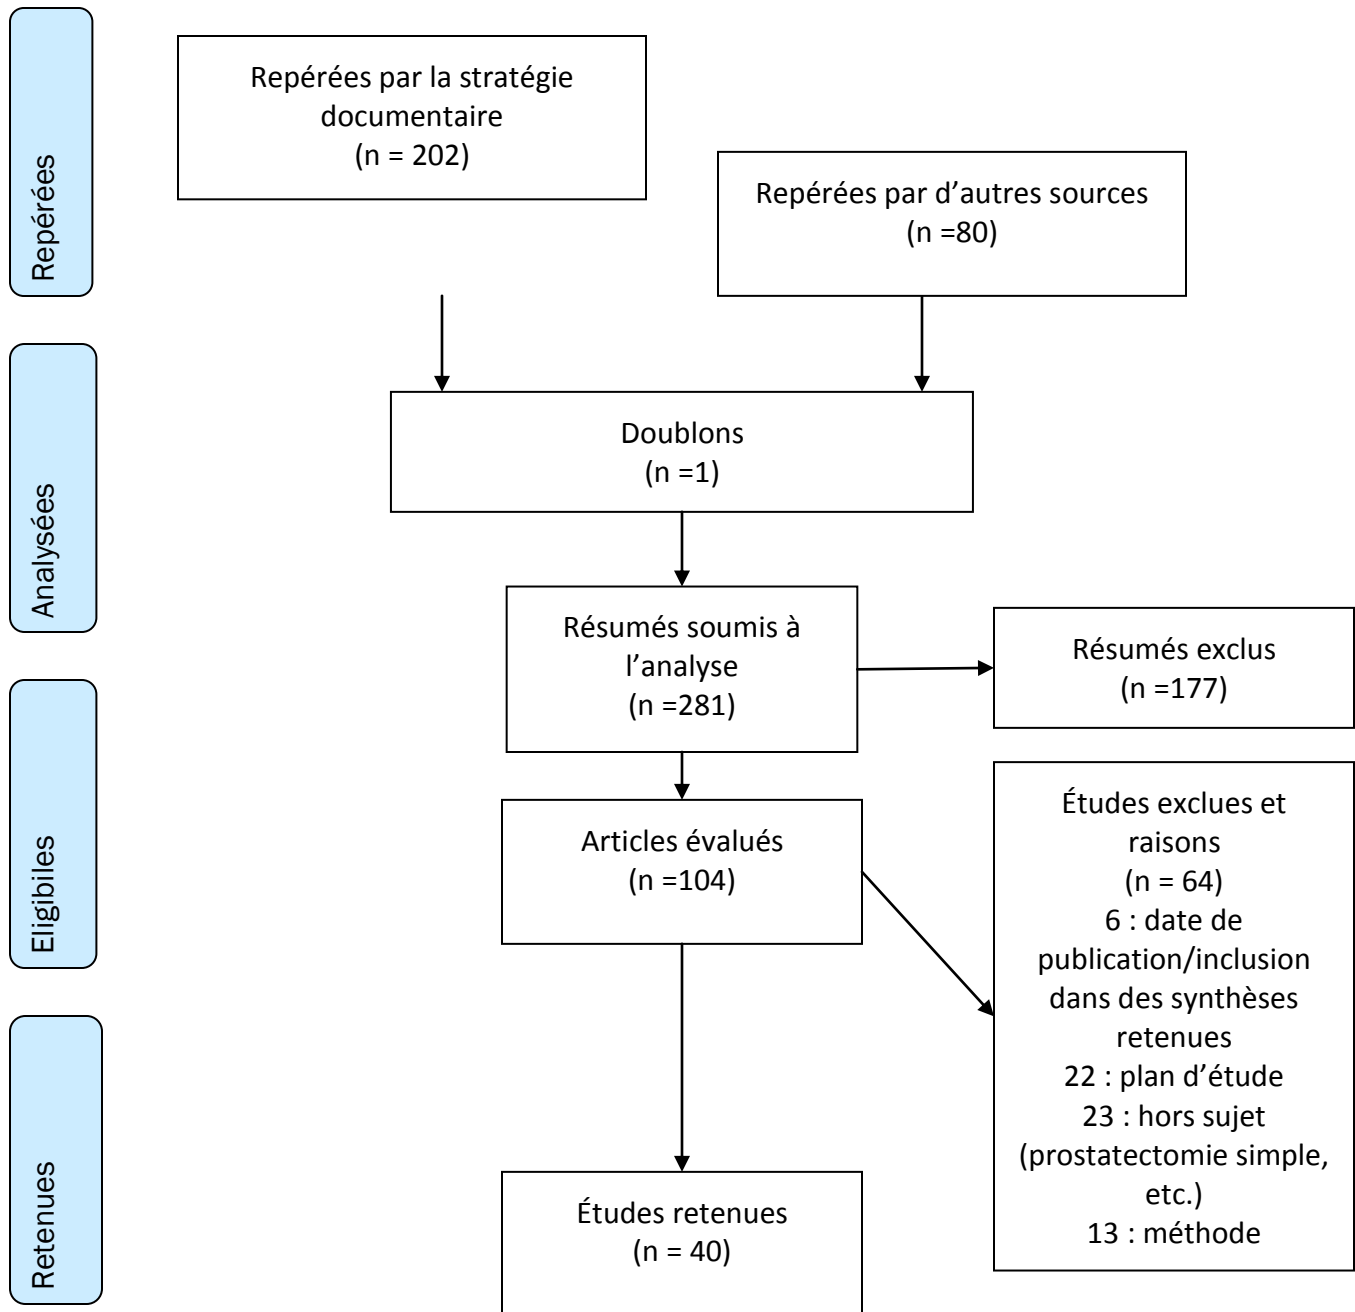 Repérées
Repérées par la stratégie
documentaire
(n = 202)
Repérées par d’autres sources
(n =80)
Analysées
Doublons
(n =1)
Résumés soumis à
l’analyse
(n =281)
Résumés exclus
(n =177)
Eligibiles
Articles évalués
(n =104)
Études exclues et
raisons
(n = 64)
6 : date de
publication/inclusion
dans des synthèses
retenues
22 : plan d’étude
23 : hors sujet
(prostatectomie simple,
etc.)
13 : méthode
Retenues
Études retenues
(n = 40)